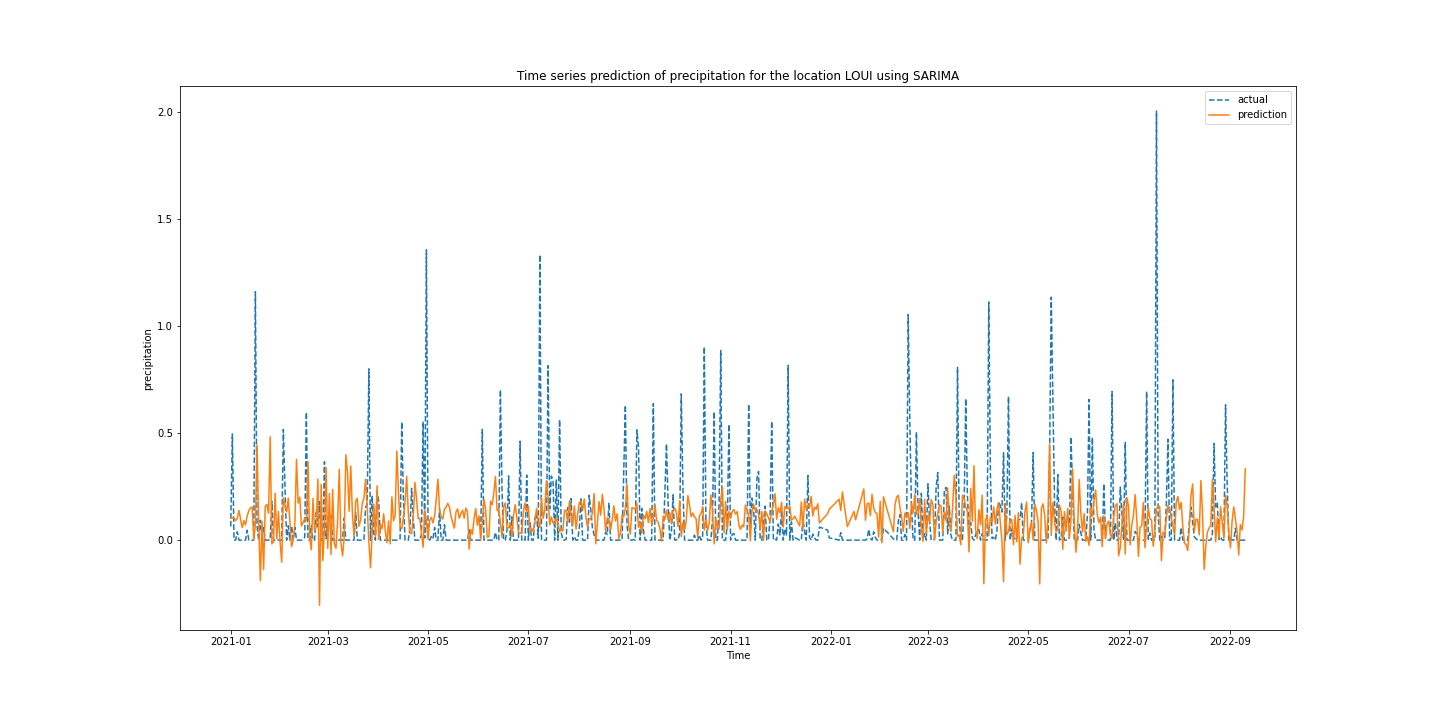 Time series prediction of precipitation for the location LOUI using SARIMA
actual
prediction
2.0
1.5
1.0
0.5
0.0
precipitation
2021-01 2021-03 2021-05 2021-07 2021-09 2021-11 2022-01 2022-03 2022-05 2022-07 2022-09
Time